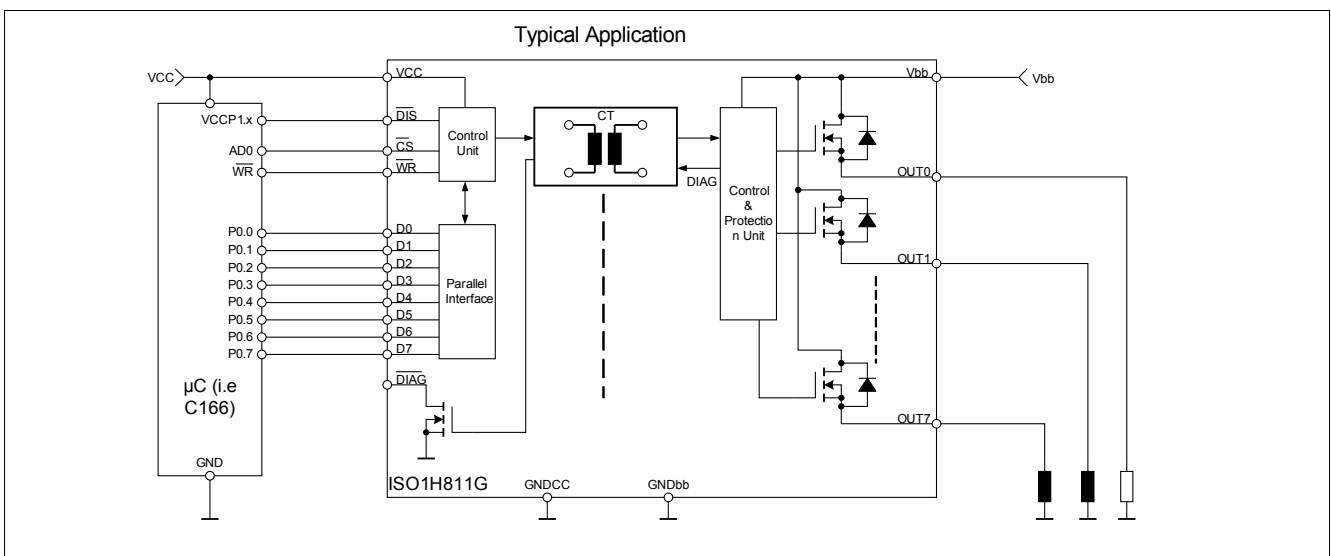 Typical Application
VCC
VCC
Vbb
Vbb
VCCP1.x
DIS
AD0
CS
WR
WR
Control
Unit
CT
DIAG
Control
&
Protectio
n Unit
OUT0
P0.0
D0
P0.1
D1
P0.2
D2
P0.3
D3
P0.4
D4
P0.5
D5
P0.6
D6
P0.7
D7
Parallel
Interface
OUT1
DIAG
µC (i.e
C166)
OUT7
GND
ISO1H811G
GNDCC
GNDbb